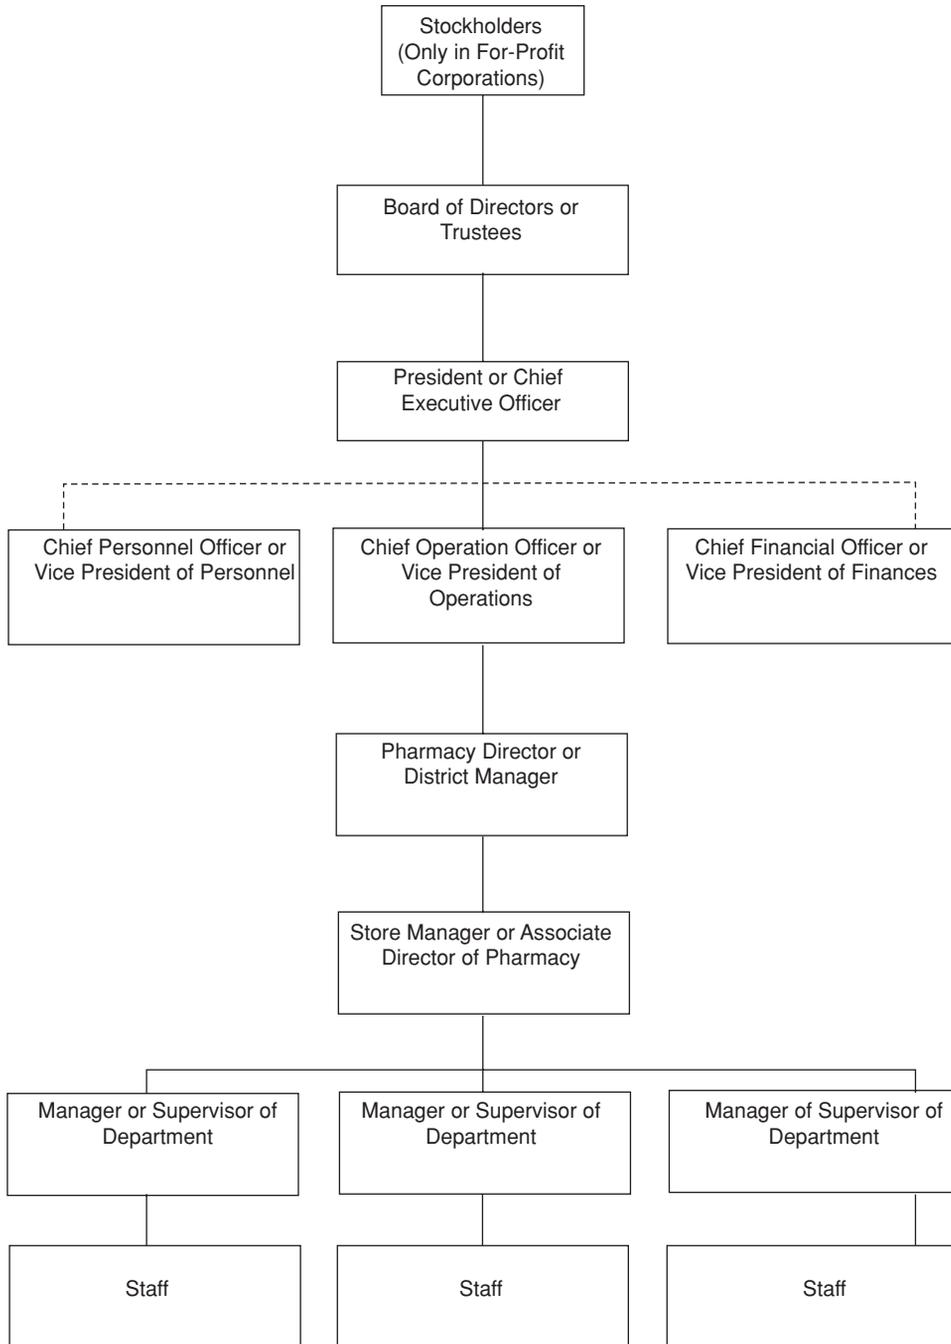 Stockholders
(Only in For-Profit
Corporations)
Board of Directors or
Trustees
President or Chief
Executive Officer
Chief Personnel Officer or
Vice President of Personnel
Chief Operation Officer or
Vice President of
Operations
Chief Financial Officer or
Vice President of Finances
Pharmacy Director or
District Manager
Store Manager or Associate
Director of Pharmacy
Manager or Supervisor of
Department
Manager or Supervisor of
Department
Manager of Supervisor of
Department
Staff
Staff
Staff